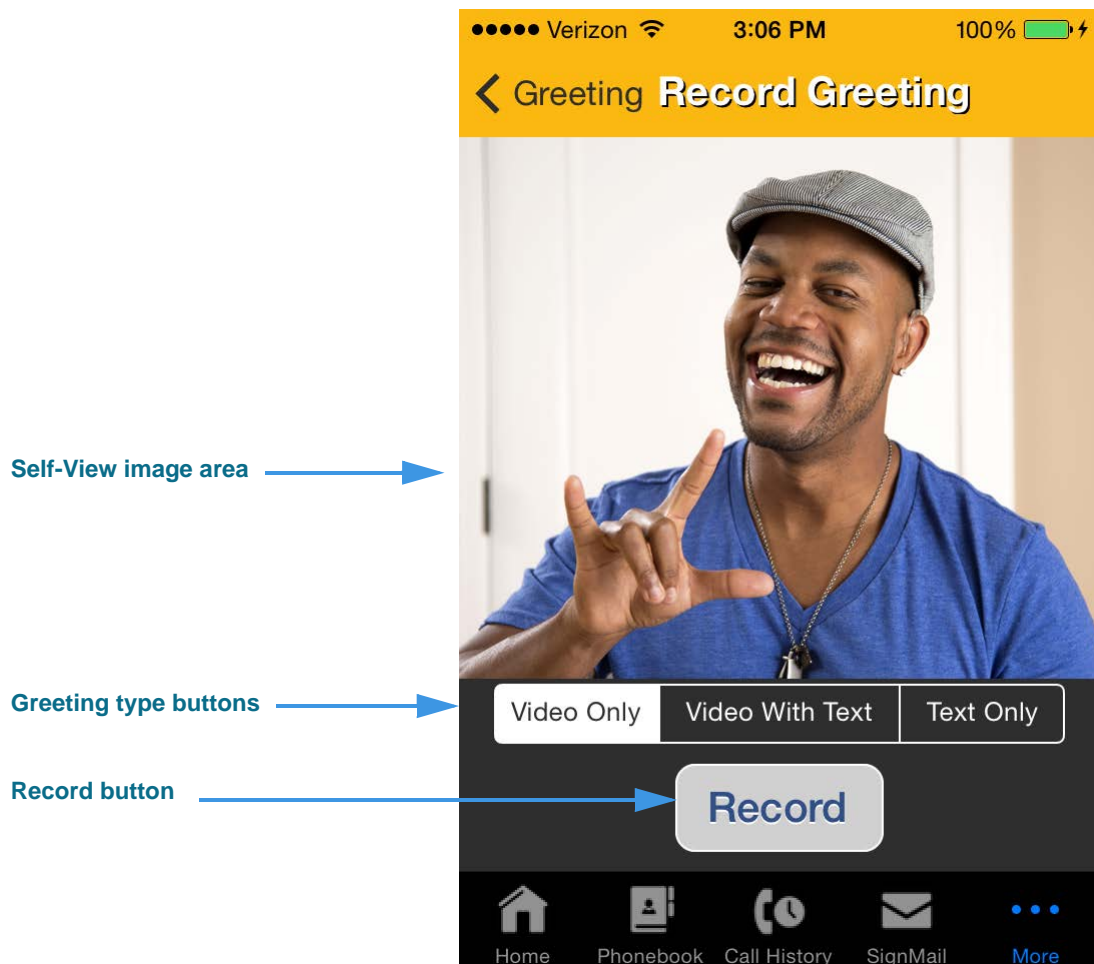 Verizon 3:06 PM 100%
Greeting Record Greeting
Self-View image area
Greeting type buttons
Video Only Video With Text Text Only
Record button
Record
Home Phonebook Call History SignMail More